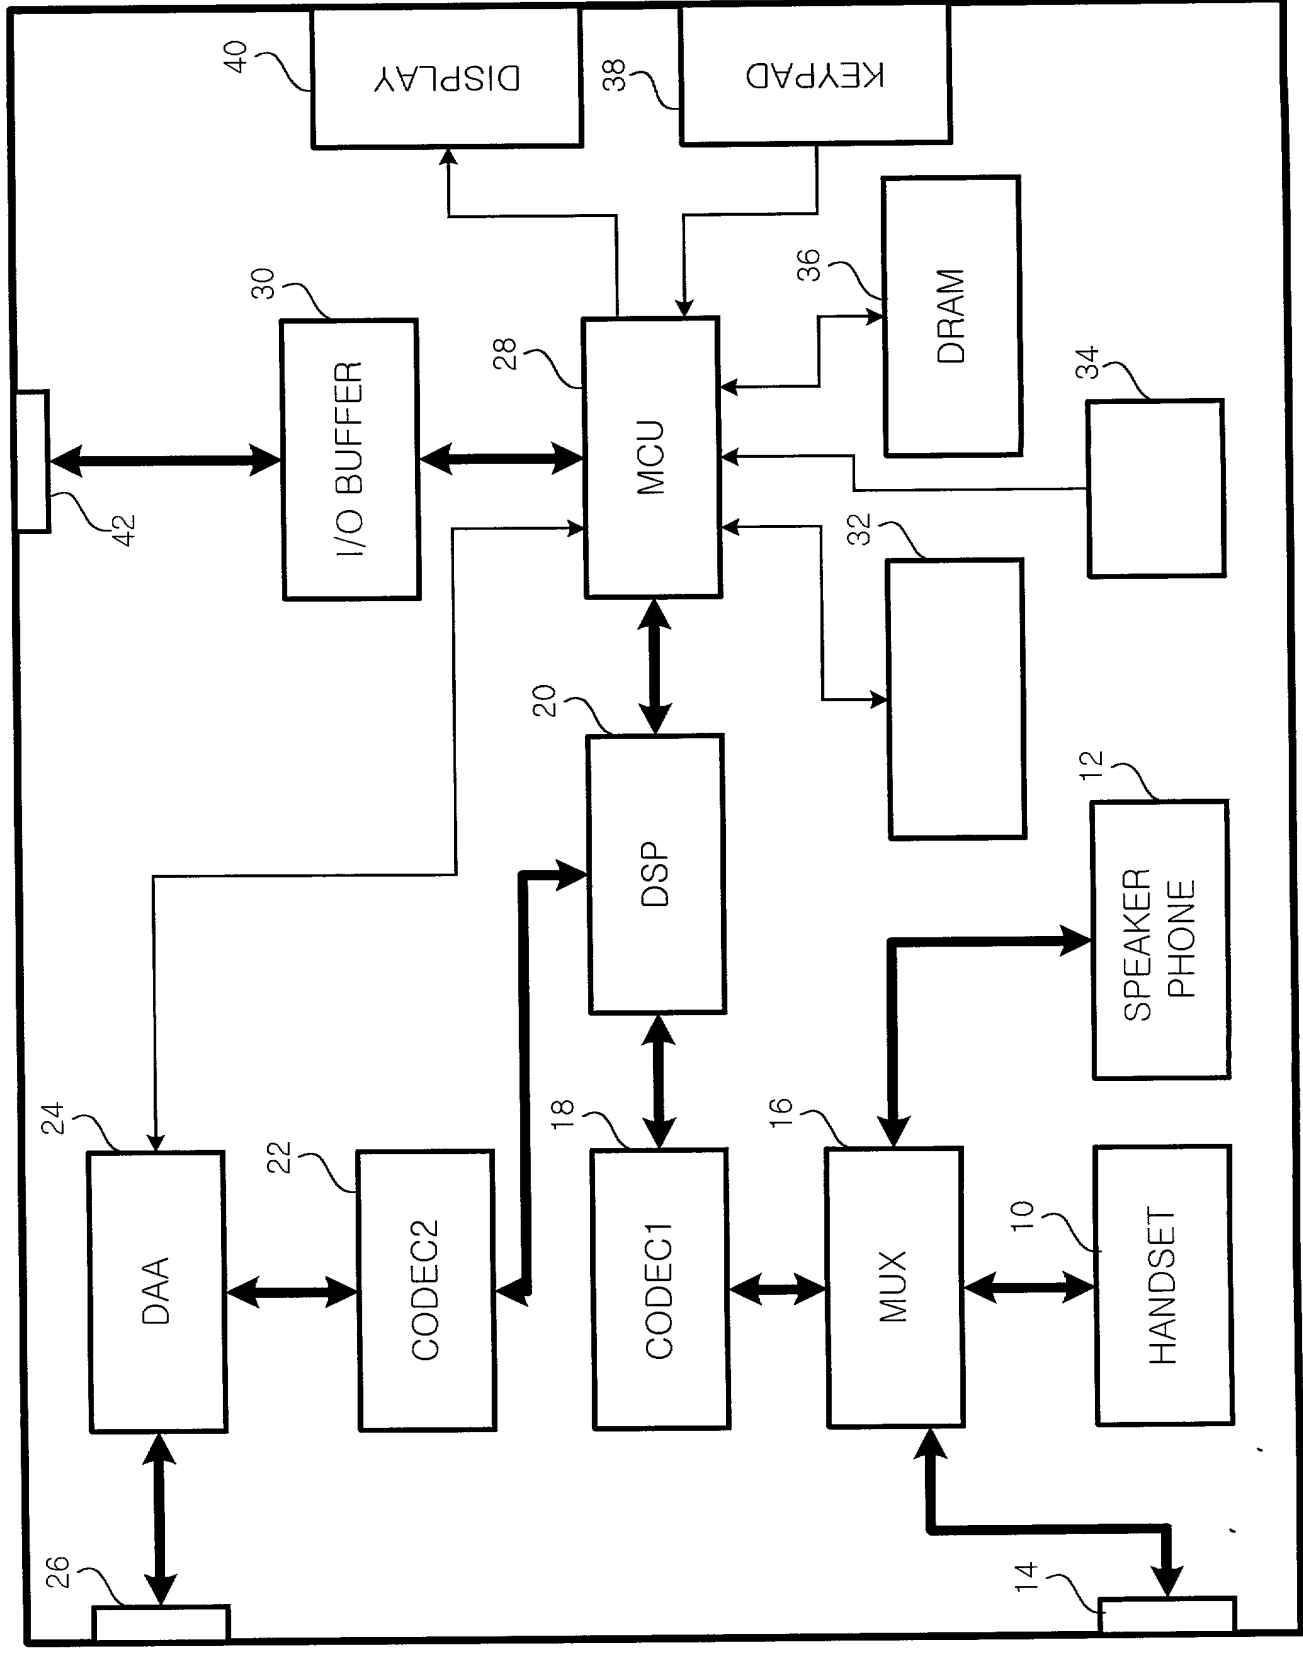 26
24
42
DAA
40
22
30
I/O BUFFER
CODEC2
DISPLAY
28
20
18
38
CODEC1
DSP
MCU
16
KEYPAD
36
32
MUX
DRAM
14
10
12
34
HANDSET
SPEAKER
PHONE